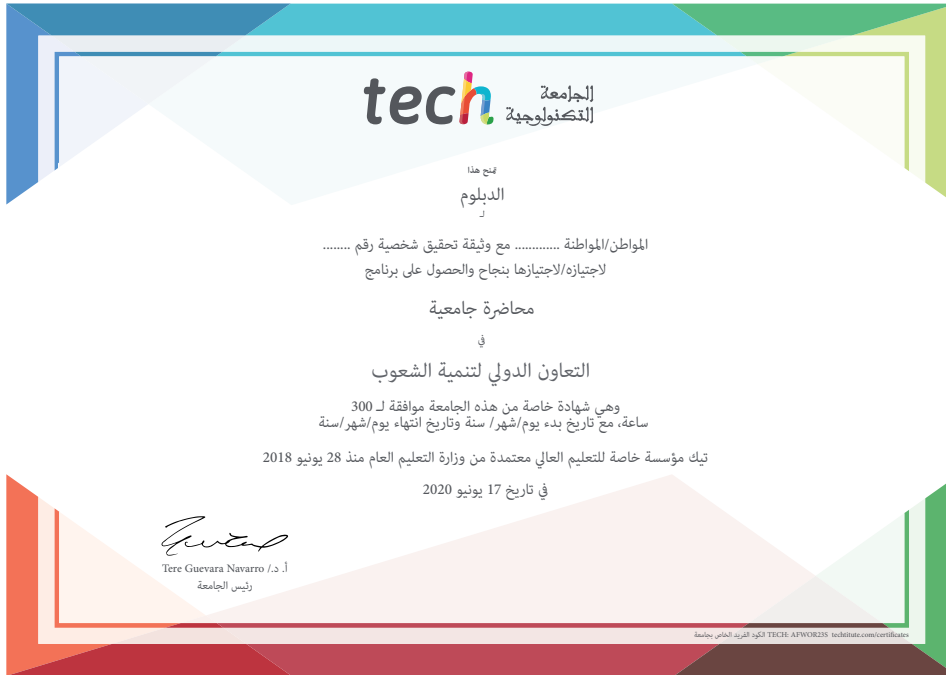 tech الجامعة
التكنولوجية
تمنح هذا
الدبلوم
لـ
المواطن/المواطنة ............ مع وثيقة تحقيق شخصية رقم ........
لاجتيازه/لاجتيازها بنجاح والحصول على برنامج
محاضرة جامعية
في
التعاون الدولي لتنمية الشعوب
وهي شهادة خاصة من هذه الجامعة موافقة لـ 300
ساعة، مع تاريخ بدء يوم/شهر/ سنة وتاريخ انتهاء يوم/شهر/سنة
تيك مؤسسة خاصة للتعليم العالي معتمدة من وزارة التعليم العام منذ 28 يونيو 2018
في تاريخ 17 يونيو 2020
أ. د./ Tere Guevara Navarro
رئيس الجامعة
الكود الفريد الخاص بجامعة TECH: AFWOR23S techtitute.com/certificates